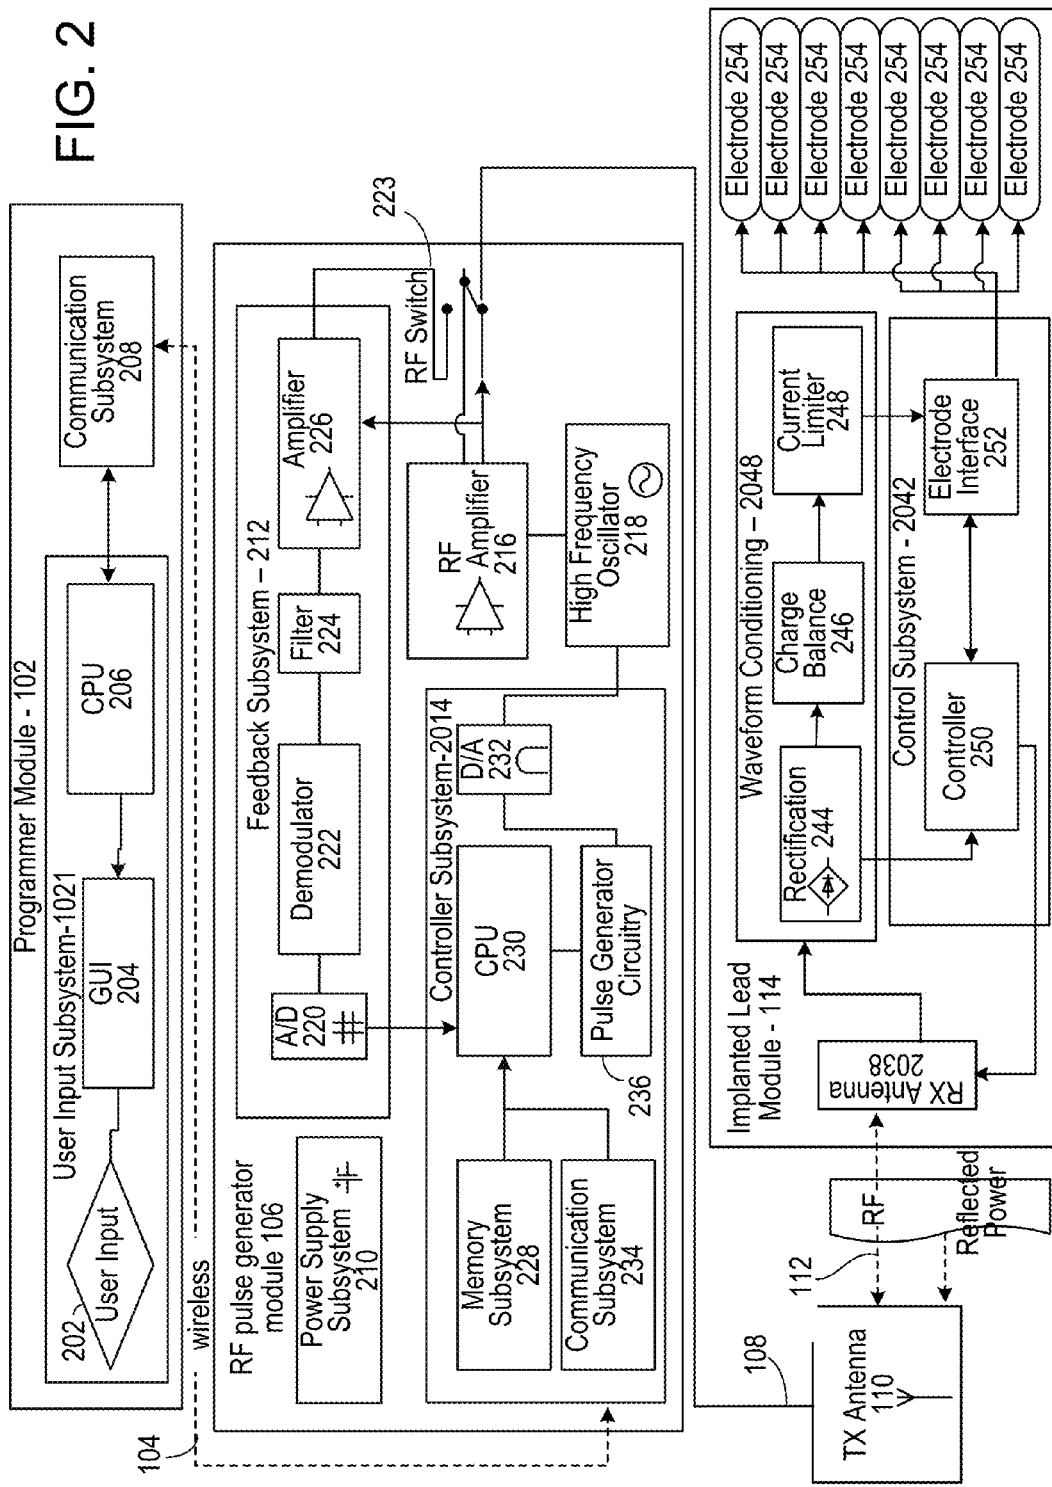 FIG. 2
Programmer Module - 102
User Input Subsystem-1021
202
User Input
GUI
204
CPU
206
Communication
Subsystem
208
104
wireless
RF pulse generator
module 106
Power Supply
Subsystem
210
Feedback Subsystem – 212
A/D
220
Demodulator
222
Filter
224
Amplifier
226
223
RF Switch
RF
Amplifier
216
High Frequency
Oscillator
218
Controller Subsystem-2014
Memory
Subsystem
228
Communication
Subsystem
234
CPU
230
D/A
232
Pulse Generator
Circuitry
236
108
TX Antenna
110
112
RF
Reflected
Power
Implanted Lead
Module - 114
RX Antenna
2038
Waveform Conditioning – 2048
Rectification
244
Charge
Balance
246
Current
Limiter
248
Control Subsystem - 2042
Controller
250
Electrode
Interface
252
Electrode 254
Electrode 254
Electrode 254
Electrode 254
Electrode 254
Electrode 254
Electrode 254
Electrode 254